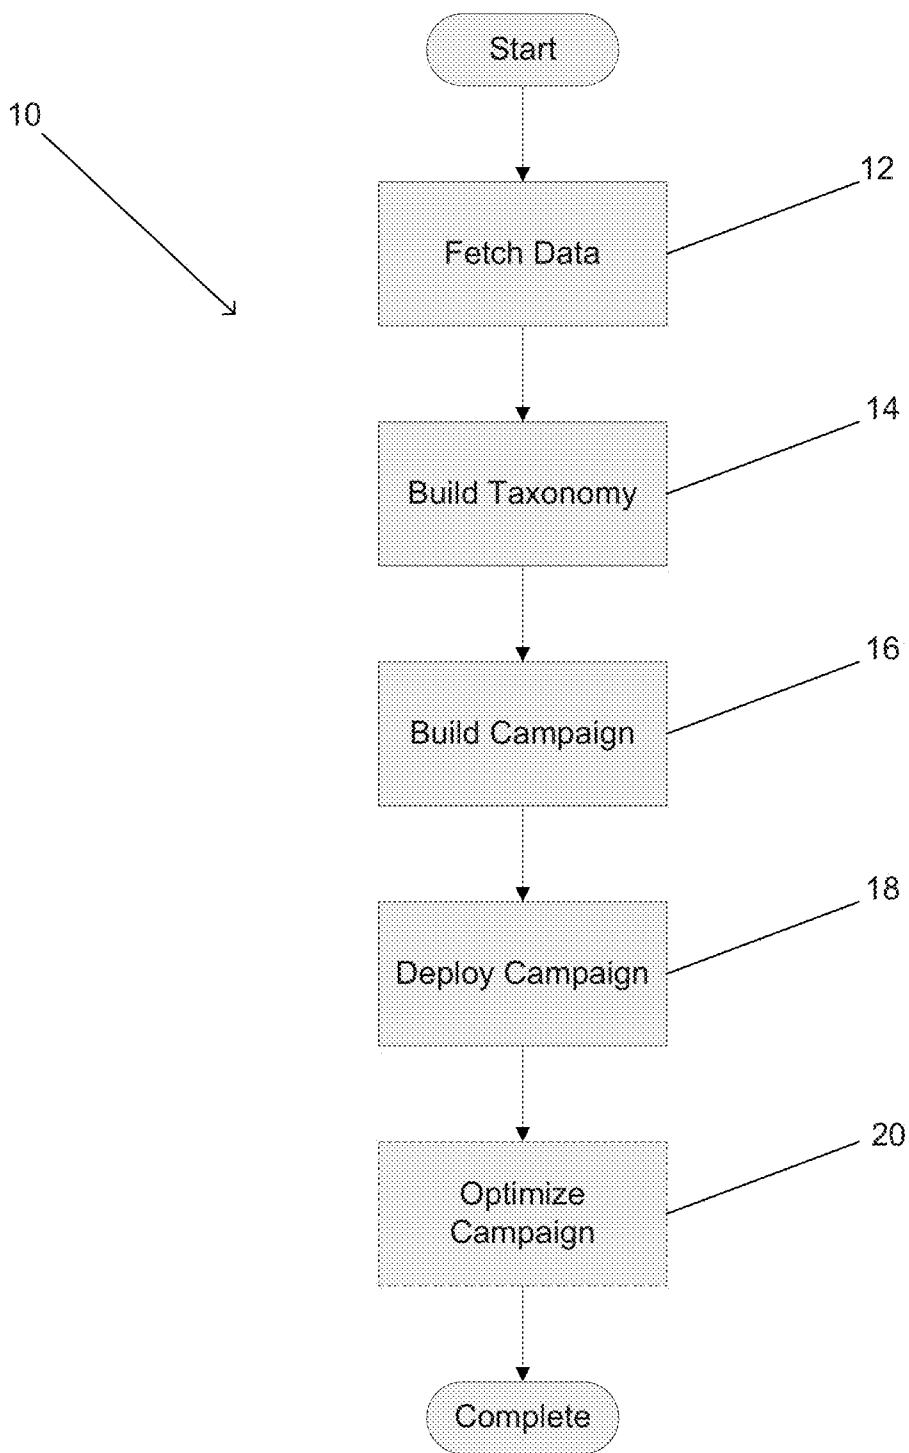 Start
10
12
Fetch Data
14
Build Taxonomy
16
Build Campaign
18
Deploy Campaign
20
Optimize
Campaign
Complete